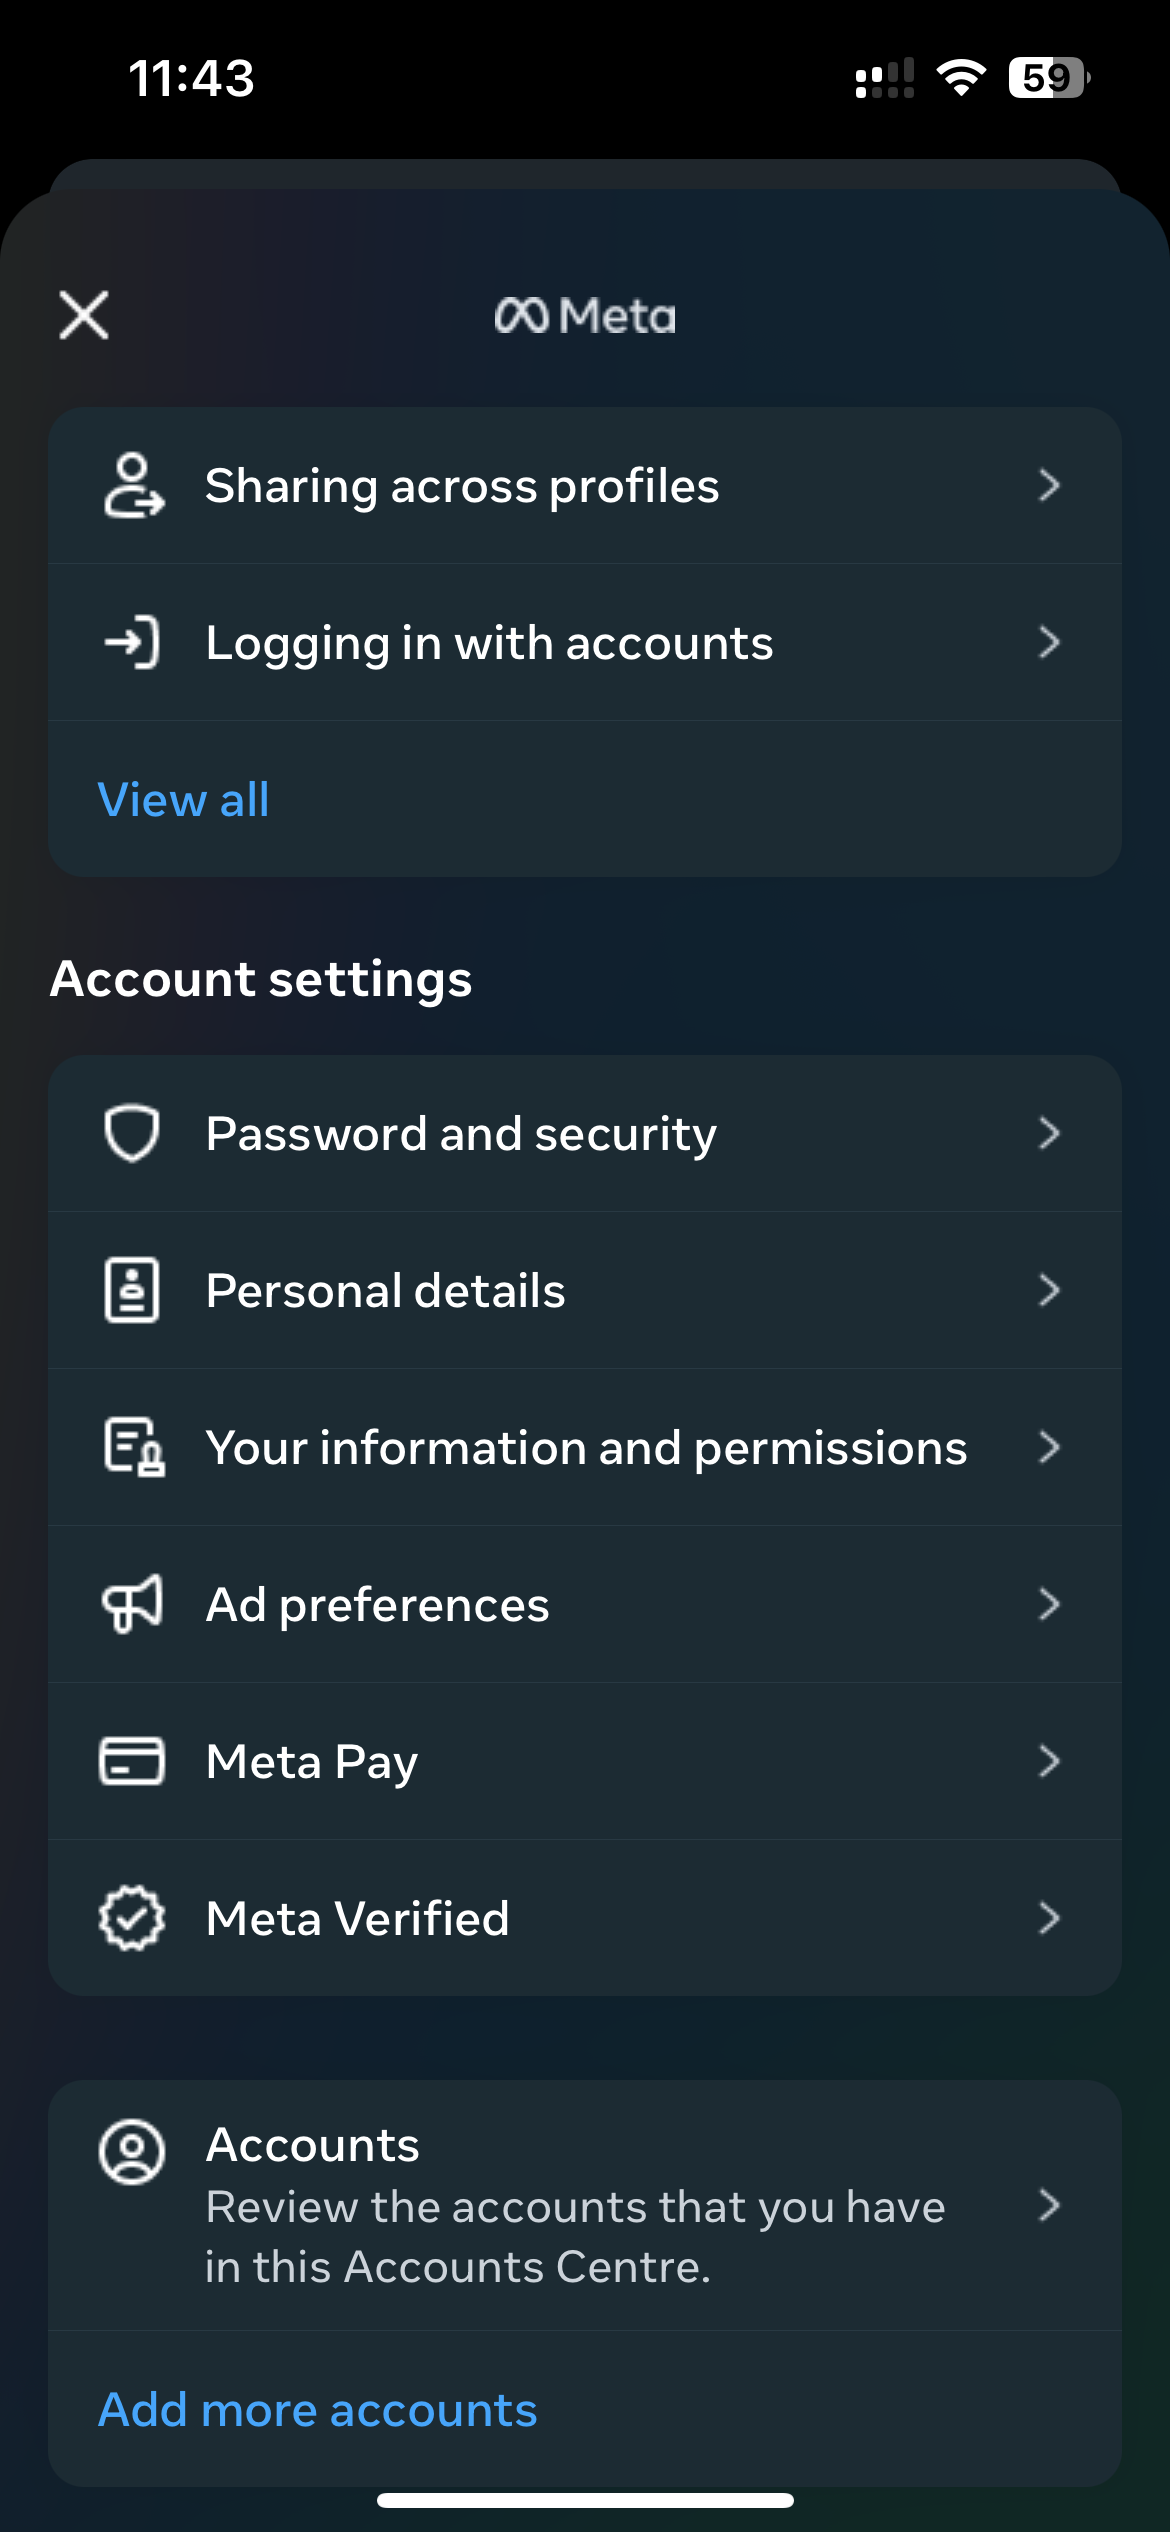 11:43
59
Meta
Sharing across profiles
Logging in with accounts
View all
Account settings
Password and security
Personal details
Your information and permissions
Ad preferences
Meta Pay
Meta Verified
Accounts
Review the accounts that you have
in this Accounts Centre.
Add more accounts